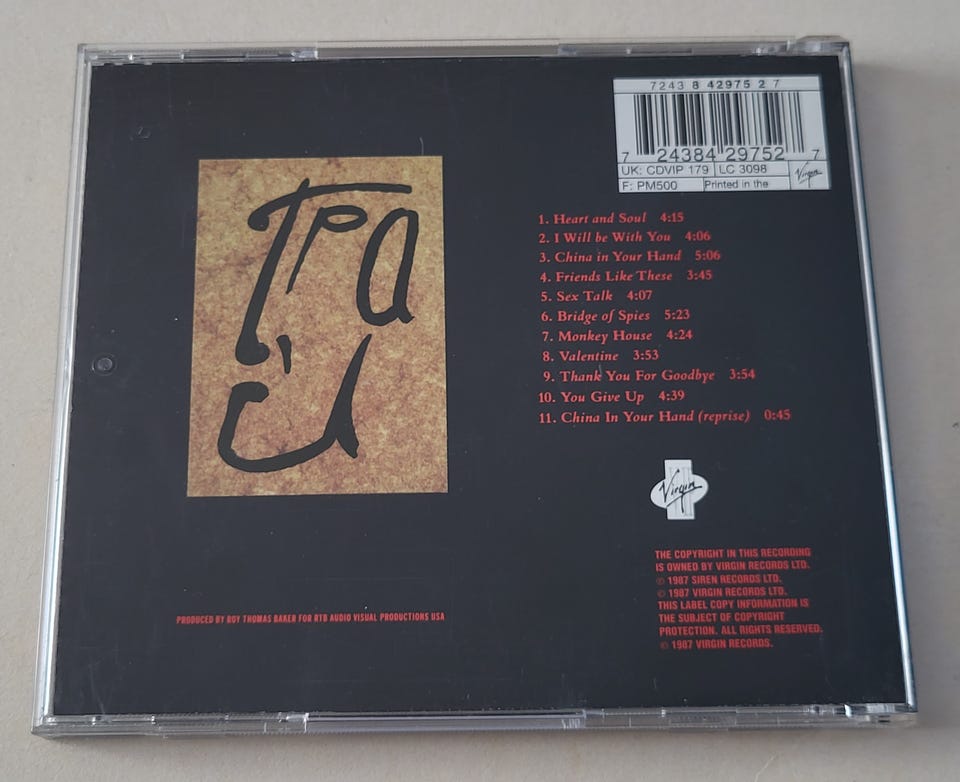 7243 8 42975 2 7
7 24384 29752 7
UK: CDVIP 179 LC 3098
F: PM500 Printed in the
Virgin
T'Pau
1. Heart and Soul 4:15
2. I Will be With You 4:06
3. China in Your Hand 5:06
4. Friends Like These 3:45
5. Sex Talk 4:07
6. Bridge of Spies 5:23
7. Monkey House 4:24
8. Valentine 3:53
9. Thank You For Goodbye 3:54
10. You Give Up 4:39
11. China In Your Hand (reprise) 0:45
Virgin
THE COPYRIGHT IN THIS RECORDING
IS OWNED BY VIRGIN RECORDS LTD.
℗ 1987 SIREN RECORDS LTD.
© 1987 VIRGIN RECORDS LTD.
THIS LABEL COPY INFORMATION IS
THE SUBJECT OF COPYRIGHT
PROTECTION. ALL RIGHTS RESERVED.
© 1987 VIRGIN RECORDS.
PRODUCED BY ROY THOMAS BAKER FOR RTB AUDIO VISUAL PRODUCTIONS USA